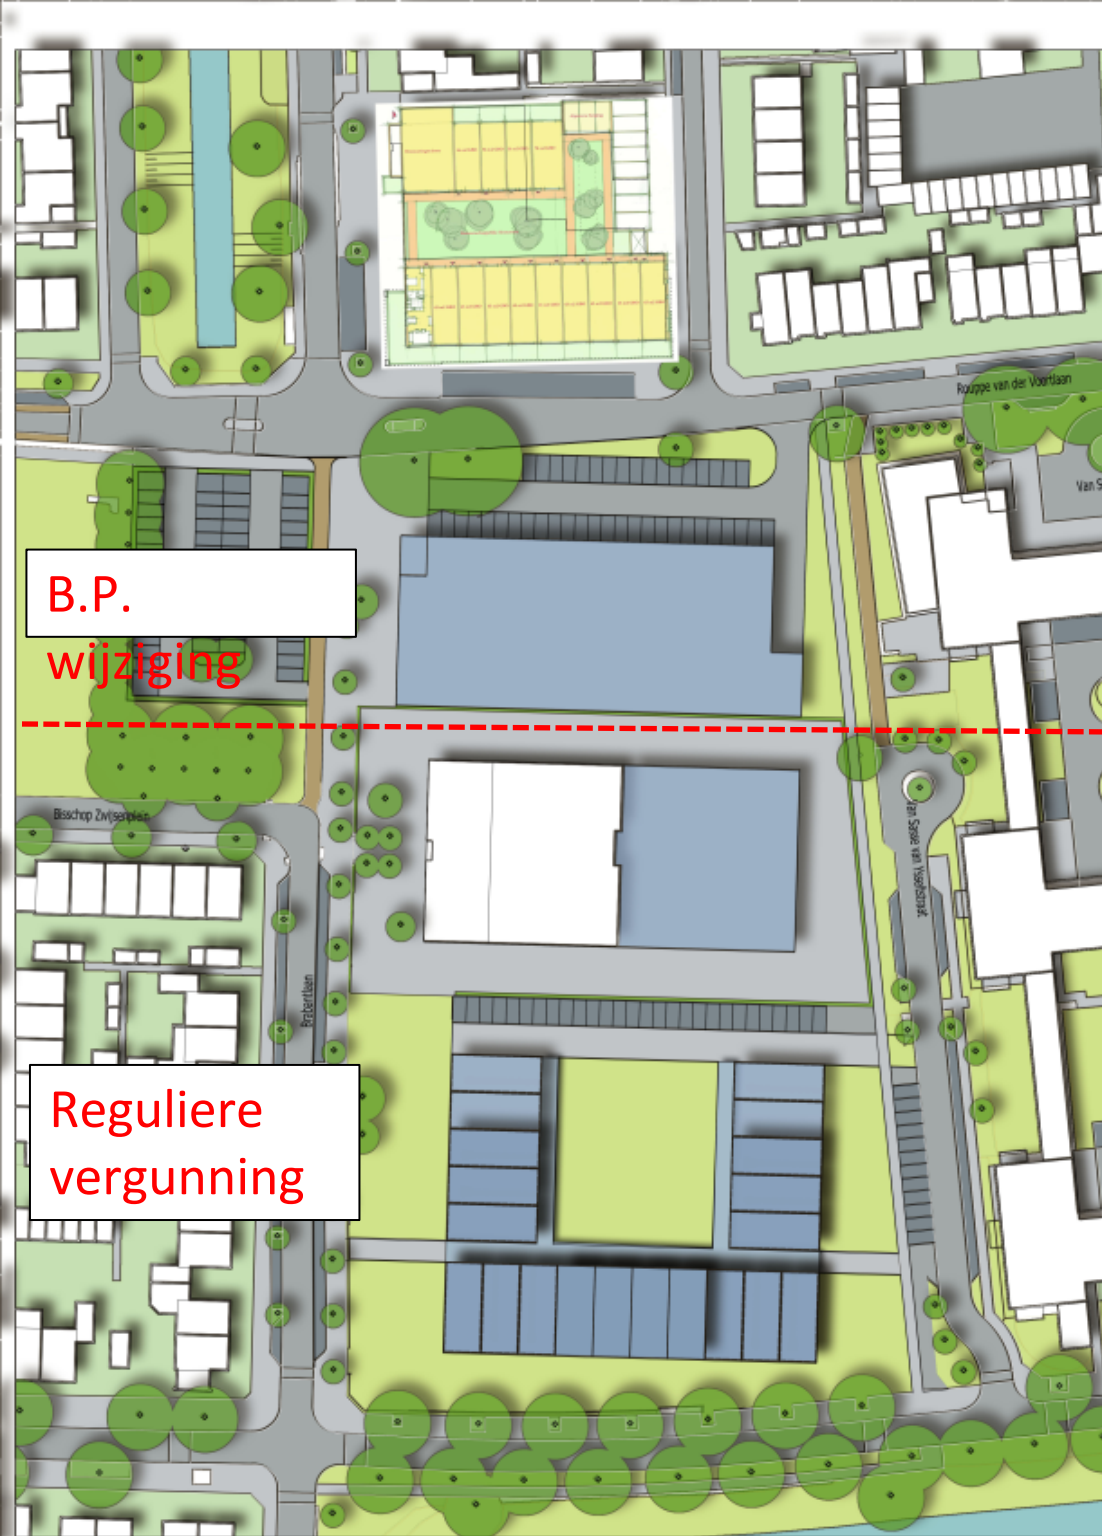 Rouppe van der Voortlaan
Van S
B.P.
wijziging
Bisschop Zwijsenplein
Van Sasse van Ysseltstraat
Brabantlaan
Reguliere
vergunning